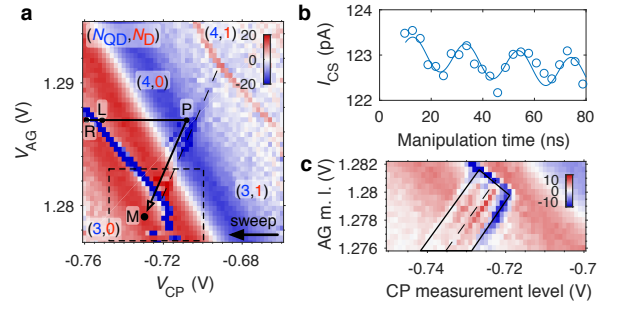 a
(N_QD,N_D)
(4,1)
20
0
-20
(4,0)
1.29
V_AG (V)
L
P
R
M
(3,1)
(3,0)
sweep
1.28
-0.76
-0.72
-0.68
V_CP (V)
b
124
123
122
I_CS (pA)
0
20
40
60
80
Manipulation time (ns)
c
1.282
1.28
1.278
1.276
AG m. l. (V)
10
0
-10
-0.74
-0.72
-0.7
CP measurement level (V)